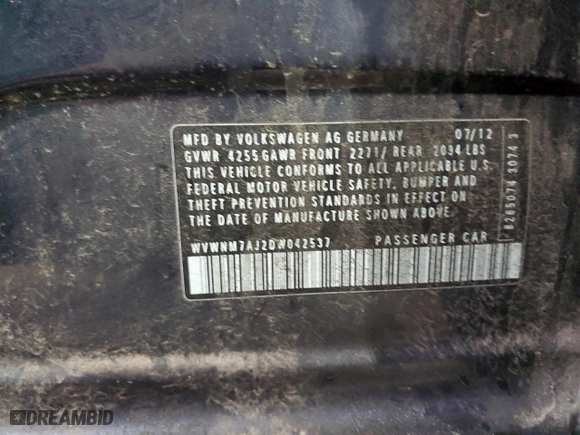 MFD BY VOLKSWAGEN AG GERMANY 07/12
GVWR 4255 GAWR FRONT 2271/ REAR 2094 LBS
THIS VEHICLE CONFORMS TO ALL APPLICABLE U.S.
FEDERAL MOTOR VEHICLE SAFETY, BUMPER AND
THEFT PREVENTION STANDARDS IN EFFECT ON
THE DATE OF MANUFACTURE SHOWN ABOVE.
WVWNM7AJ2DW042537 PASSENGER CAR
DREAMBID